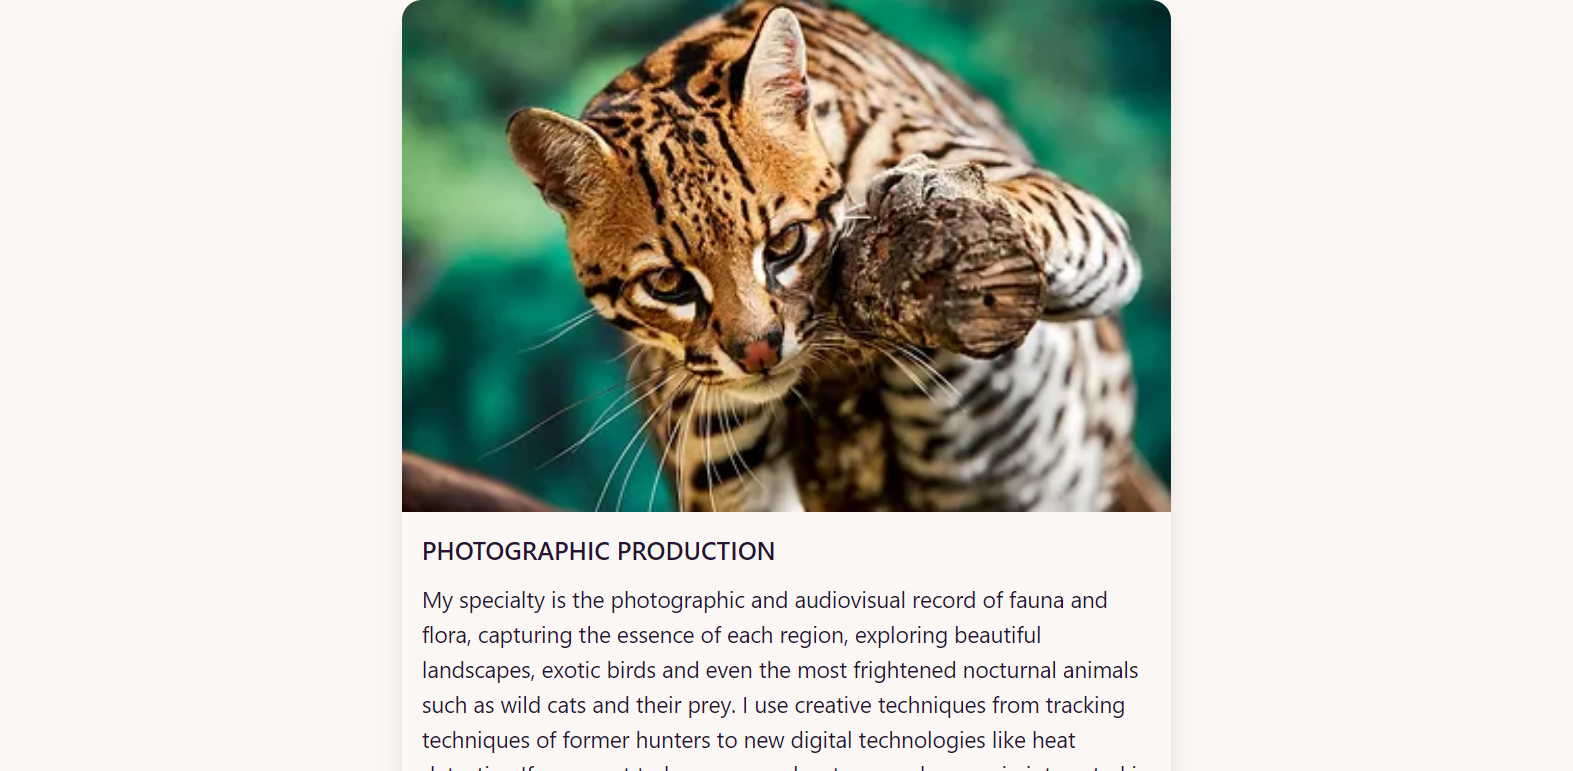 PHOTOGRAPHIC PRODUCTION
My specialty is the photographic and audiovisual record of fauna and
flora, capturing the essence of each region, exploring beautiful
landscapes, exotic birds and even the most frightened nocturnal animals
such as wild cats and their prey. I use creative techniques from tracking
techniques of former hunters to new digital technologies like heat